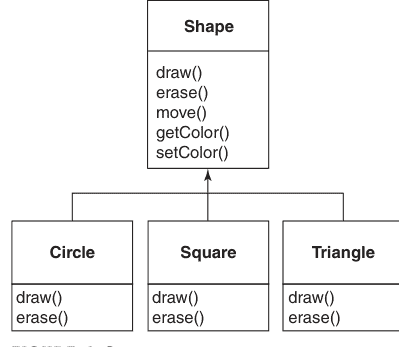 Shape
draw()
erase()
move()
getColor()
setColor()
Circle
draw()
erase()
Square
draw()
erase()
Triangle
draw()
erase()